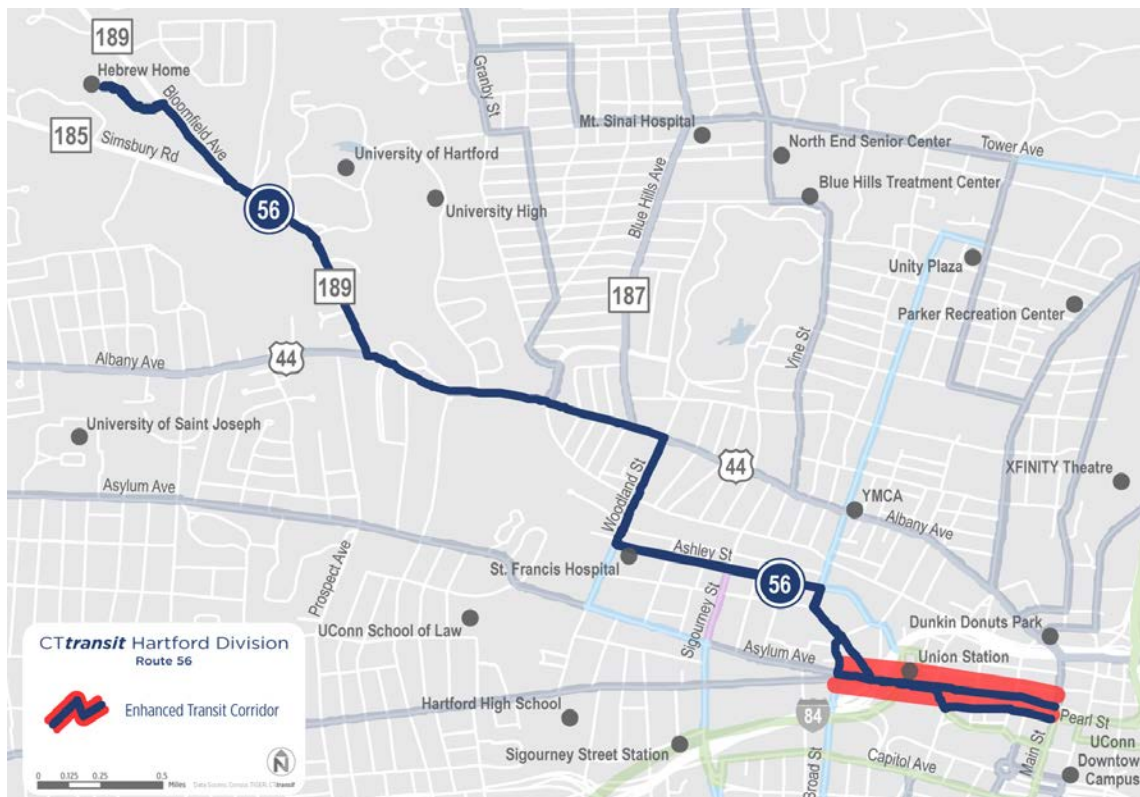 189
Hebrew Home
Bloomfield Ave
185
Simsbury Rd
Granby St
Mt. Sinai Hospital
North End Senior Center
Tower Ave
University of Hartford
Blue Hills Treatment Center
56
University High
Blue Hills Ave
Unity Plaza
189
187
Parker Recreation Center
Vine St
Albany Ave
44
University of Saint Joseph
44
XFINITY Theatre
Asylum Ave
Woodland St
YMCA
Albany Ave
Prospect Ave
Ashley St
St. Francis Hospital
56
Sigourney St
UConn School of Law
Dunkin Donuts Park
CTtransit Hartford Division
Route 56
Asylum Ave
Union Station
Enhanced Transit Corridor
Hartford High School
84
Pearl St
Sigourney Street Station
Broad St
Capitol Ave
Main St
UConn
Downtown
Campus
N
0 0.125 0.25 0.5
Miles
Data Source: Census TIGER, CTtransit